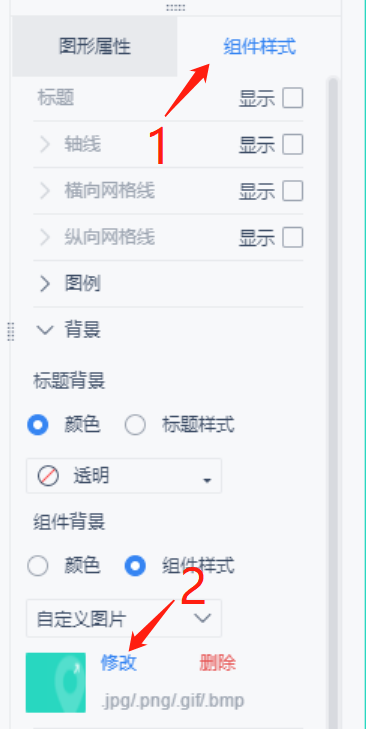 图形属性 组件样式
标题 显示
1
轴线 显示
横向网格线 显示
纵向网格线 显示
图例
背景
标题背景
颜色 标题样式
透明
组件背景
颜色 组件样式
2
自定义图片
修改 删除
.jpg/.png/.gif/.bmp